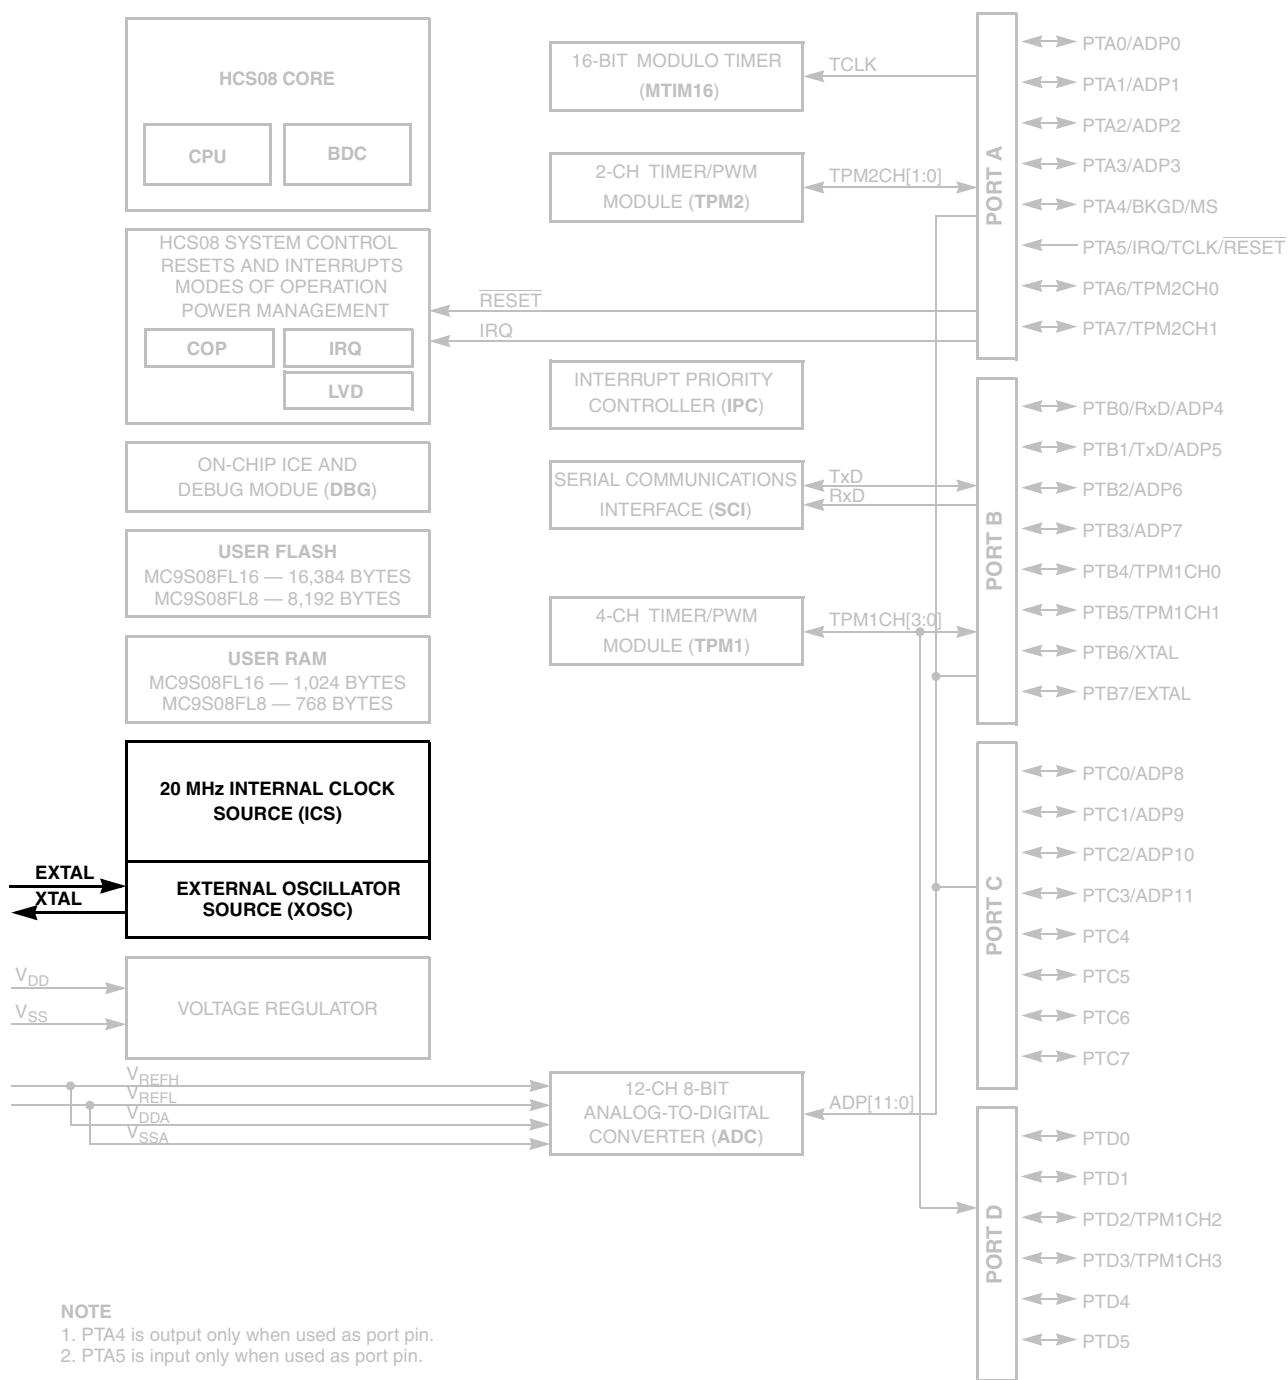 HCS08 CORE
CPU
BDC
HCS08 SYSTEM CONTROL
RESETS AND INTERRUPTS
MODES OF OPERATION
POWER MANAGEMENT
COP
IRQ
LVD
ON-CHIP ICE AND
DEBUG MODUE (DBG)
USER FLASH
MC9S08FL16 — 16,384 BYTES
MC9S08FL8 — 8,192 BYTES
USER RAM
MC9S08FL16 — 1,024 BYTES
MC9S08FL8 — 768 BYTES
20 MHz INTERNAL CLOCK
SOURCE (ICS)
EXTAL
XTAL
EXTERNAL OSCILLATOR
SOURCE (XOSC)
VDD
VSS
VOLTAGE REGULATOR
VREFH
VREFL
VDDA
VSSA
16-BIT MODULO TIMER
(MTIM16)
TCLK
2-CH TIMER/PWM
MODULE (TPM2)
TPM2CH[1:0]
RESET
IRQ
INTERRUPT PRIORITY
CONTROLLER (IPC)
SERIAL COMMUNICATIONS
INTERFACE (SCI)
TxD
RxD
4-CH TIMER/PWM
MODULE (TPM1)
TPM1CH[3:0]
12-CH 8-BIT
ANALOG-TO-DIGITAL
CONVERTER (ADC)
ADP[11:0]
PORT A
PTA0/ADP0
PTA1/ADP1
PTA2/ADP2
PTA3/ADP3
PTA4/BKGD/MS
PTA5/IRQ/TCLK/RESET
PTA6/TPM2CH0
PTA7/TPM2CH1
PORT B
PTB0/RxD/ADP4
PTB1/TxD/ADP5
PTB2/ADP6
PTB3/ADP7
PTB4/TPM1CH0
PTB5/TPM1CH1
PTB6/XTAL
PTB7/EXTAL
PORT C
PTC0/ADP8
PTC1/ADP9
PTC2/ADP10
PTC3/ADP11
PTC4
PTC5
PTC6
PTC7
PORT D
PTD0
PTD1
PTD2/TPM1CH2
PTD3/TPM1CH3
PTD4
PTD5
NOTE
1. PTA4 is output only when used as port pin.
2. PTA5 is input only when used as port pin.